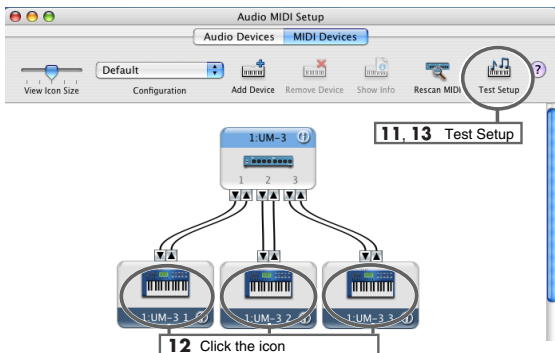 Audio MIDI Setup
Audio Devices MIDI Devices
Default
View Icon Size Configuration Add Device Remove Device Show Info Rescan MIDI Test Setup
?
11, 13 Test Setup
1:UM-3
1 2 3
1:UM-3 1 1:UM-3 2 1:UM-3 3
12 Click the icon